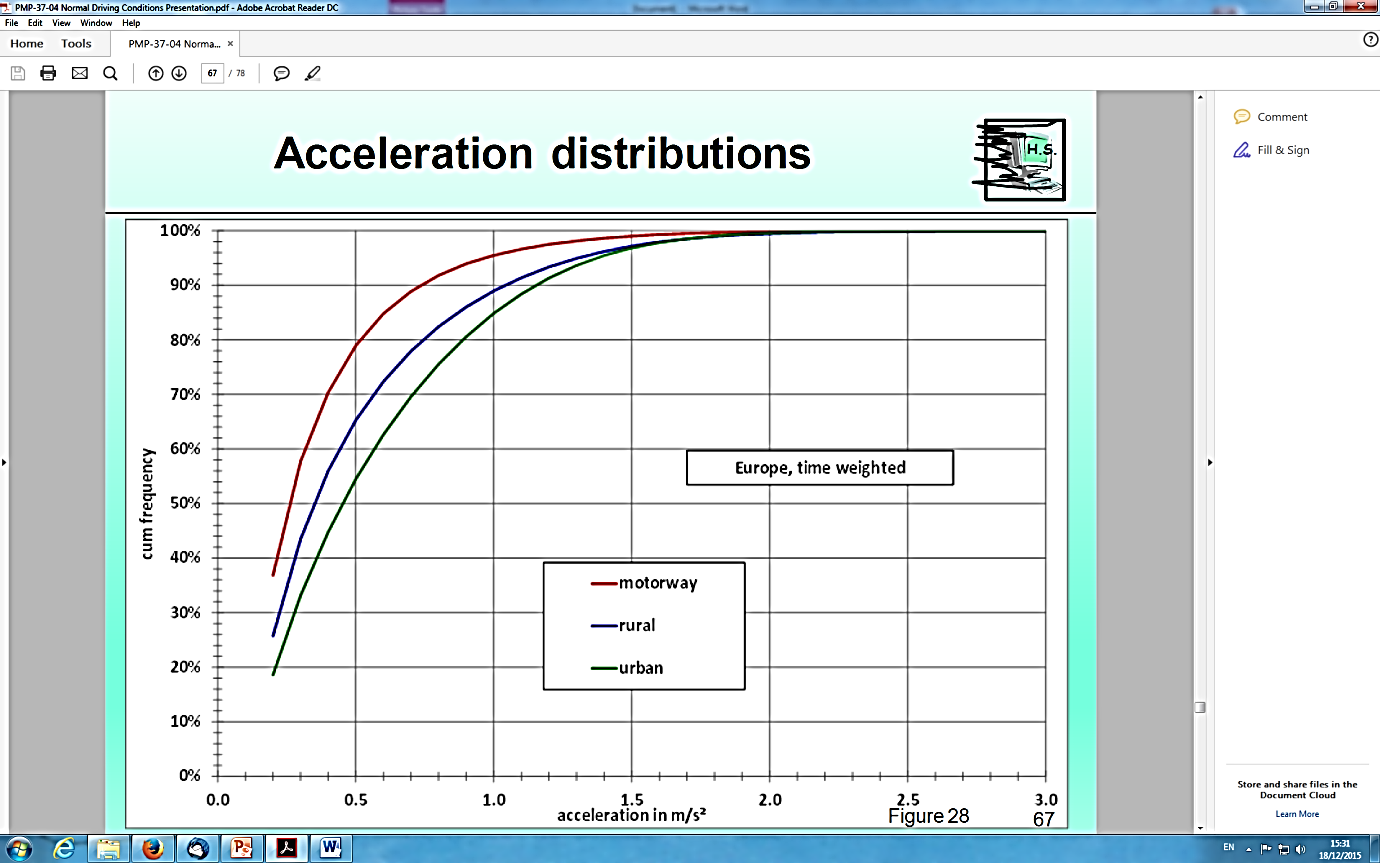 PMP-37-04 Normal Driving Conditions Presentation.pdf - Adobe Acrobat Reader DC
File Edit View Window Help
Home Tools PMP-37-04 Norma... ×
67 / 78
Acceleration distributions
H.S.
100%
90%
80%
70%
60%
50%
40%
30%
20%
10%
0%
cum frequency
Europe, time weighted
motorway
rural
urban
0.0 0.5 1.0 1.5 2.0 2.5 3.0
acceleration in m/s²
Figure 28
67
Comment
Fill & Sign
Store and share files in the
Document Cloud
Learn More
EN
15:31
18/12/2015